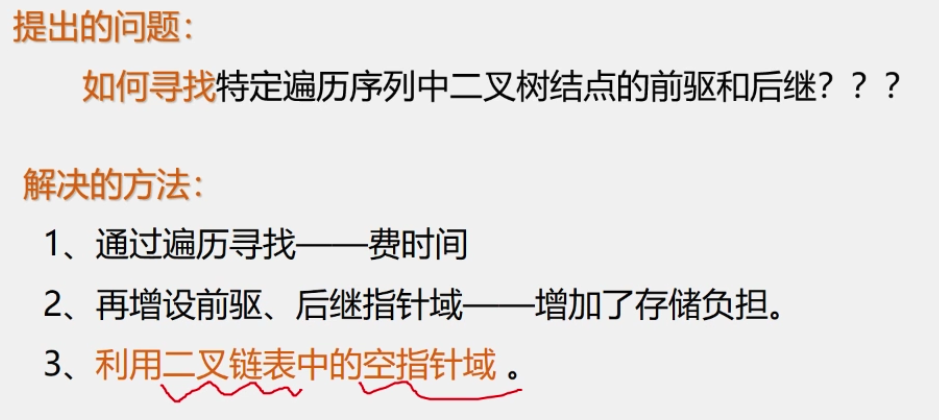 提出的问题：
如何寻找特定遍历序列中二叉树结点的前驱和后继？？？
解决的方法：
1、通过遍历寻找——费时间
2、再增设前驱、后继指针域——增加了存储负担。
3、利用二叉链表中的空指针域 。